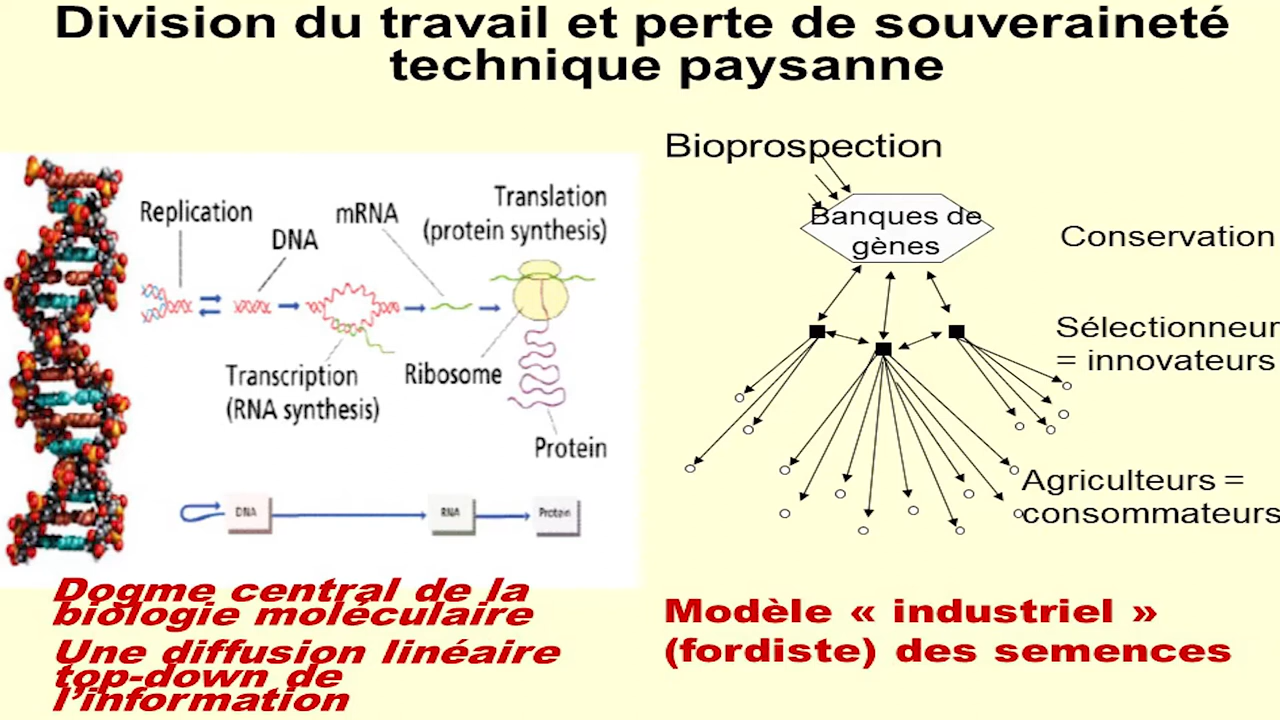 Division du travail et perte de souveraineté
technique paysanne
Replication
DNA
mRNA
Translation
(protein synthesis)
Transcription
(RNA synthesis)
Ribosome
Protein
DNA
RNA
Protein
Dogme central de la
biologie moléculaire
Une diffusion linéaire
top-down de
l'information
Bioprospection
Banques de
gènes
Conservation
Sélectionneur
= innovateurs
Agriculteurs =
consommateurs
Modèle « industriel »
(fordiste) des semences